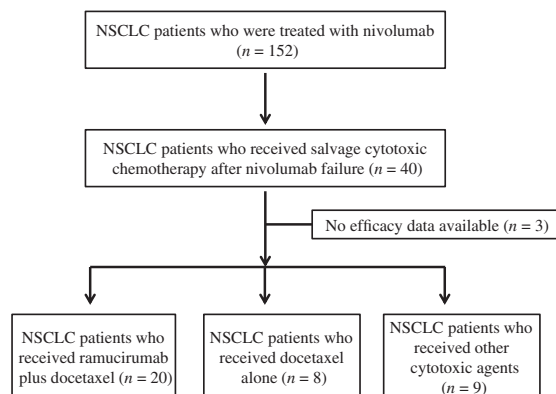 NSCLC patients who were treated with nivolumab
(n = 152)
NSCLC patients who received salvage cytotoxic
chemotherapy after nivolumab failure (n = 40)
No efficacy data available (n = 3)
NSCLC patients who
received ramucirumab
plus docetaxel (n = 20)
NSCLC patients who
received docetaxel
alone (n = 8)
NSCLC patients who
received other
cytotoxic agents
(n = 9)